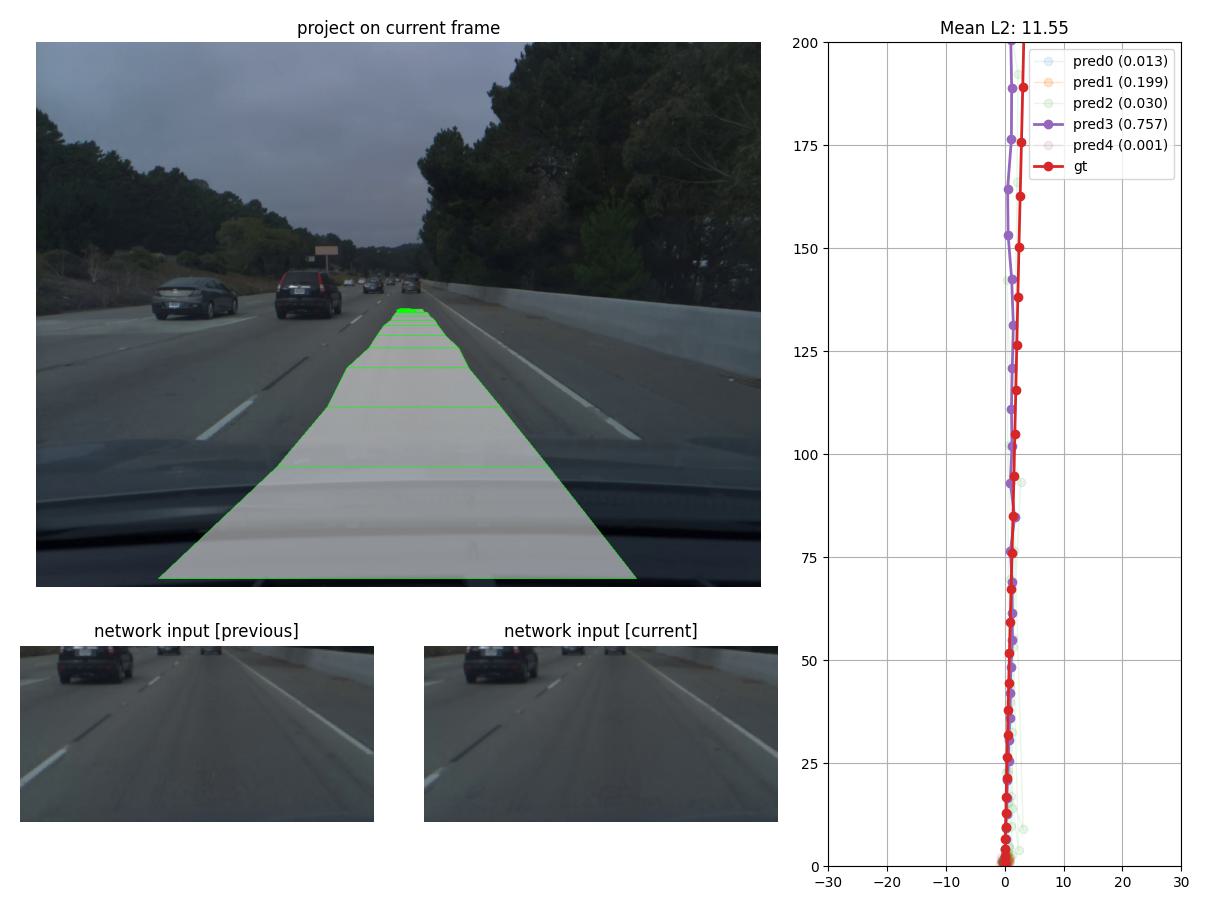 project on current frame
network input [previous]
network input [current]
Mean L2: 11.55
pred0 (0.013)
pred1 (0.199)
pred2 (0.030)
pred3 (0.757)
pred4 (0.001)
gt
200
175
150
125
100
75
50
25
0
−30 −20 −10 0 10 20 30